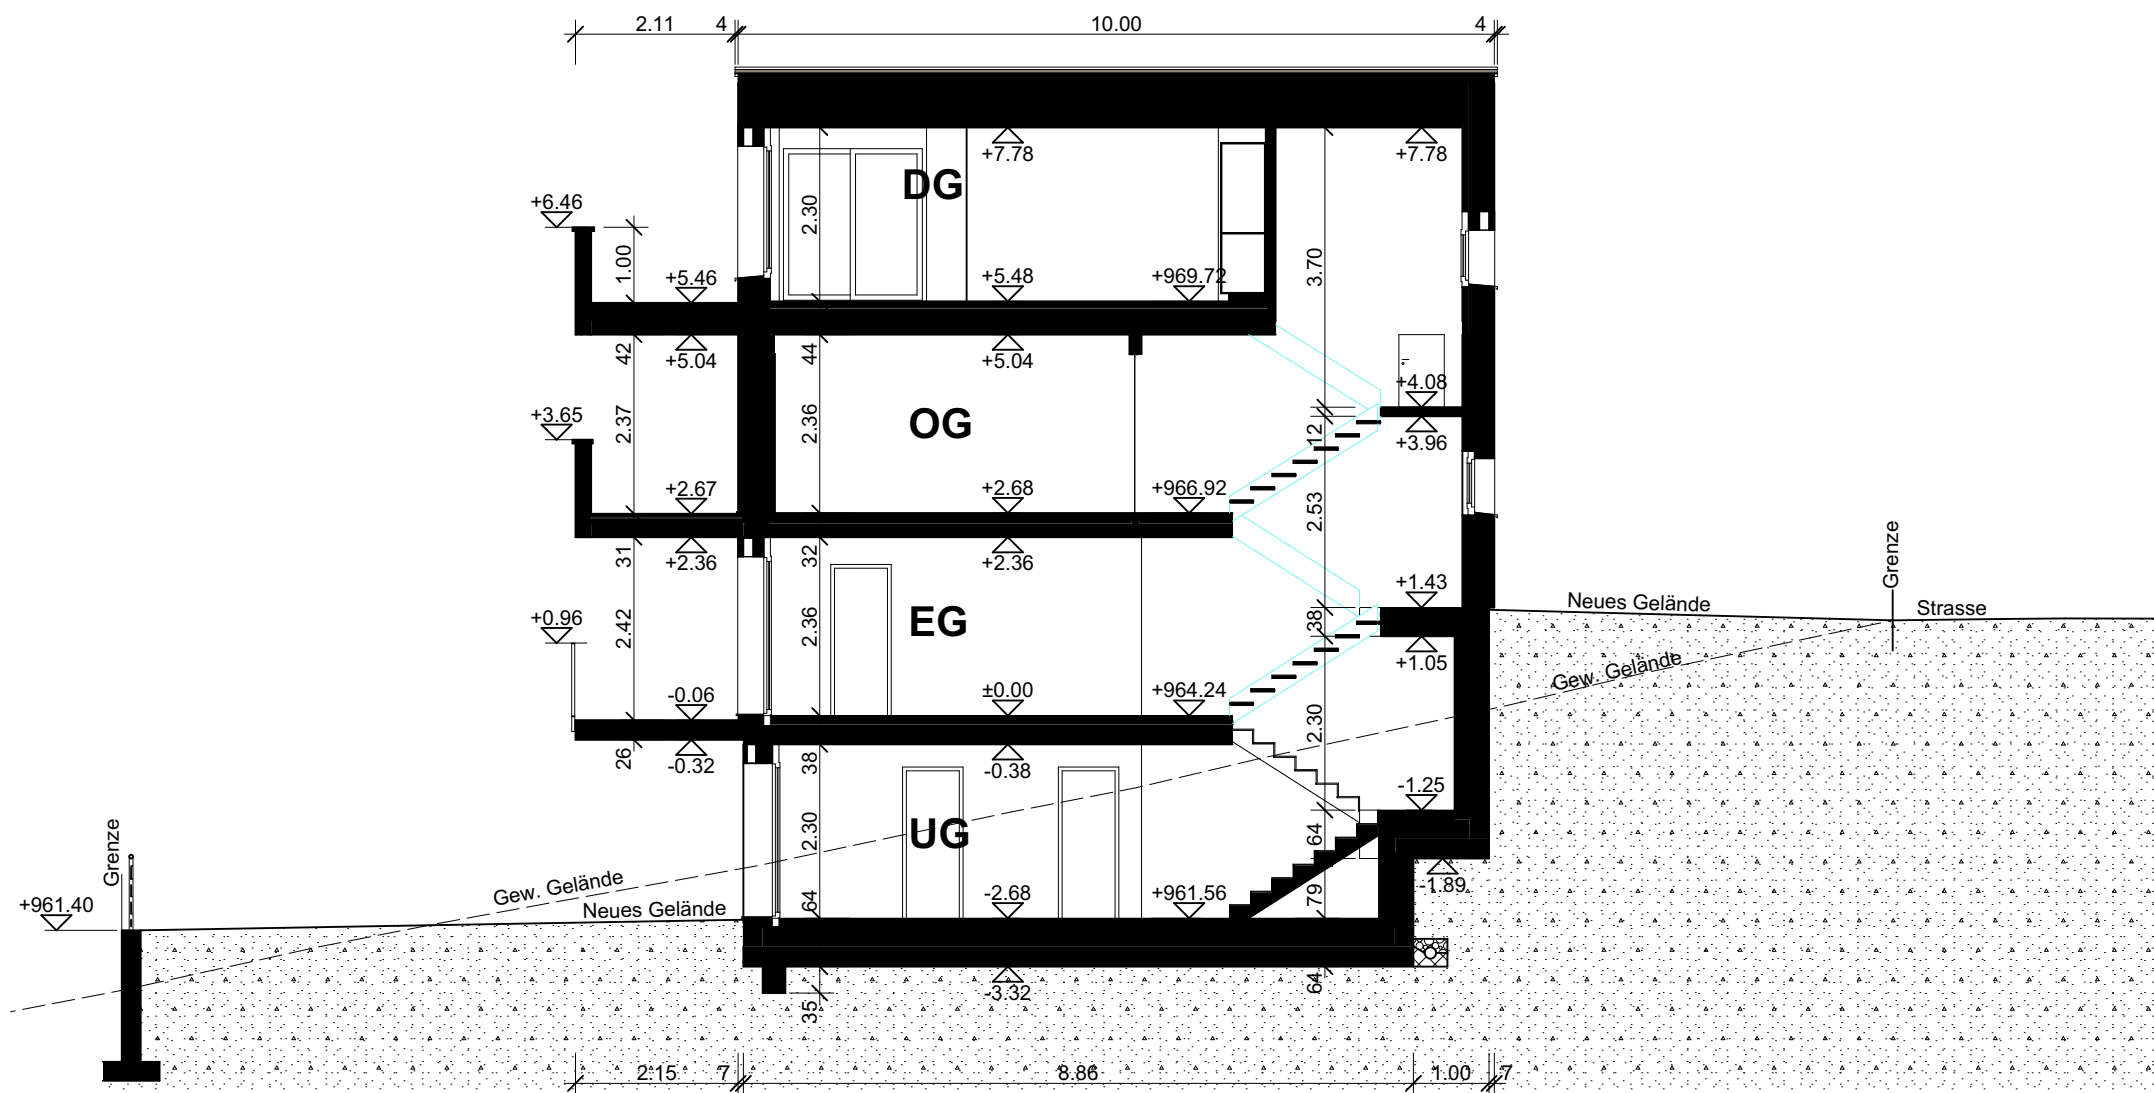 2.11 4 10.00 4
+7.78 +7.78
DG
2.30
+6.46
1.00
3.70
+5.46 +5.48 +969.72
42 +5.04 44 +5.04
+4.08
+3.65
2.37 2.36 OG
12 +3.96
+2.67 +2.68 +966.92
2.53
31 +2.36 32 +2.36
Grenze
+1.43
Neues Gelände Strasse
+0.96
2.42 2.36 EG
38
+1.05
Gew. Gelände
-0.06 ±0.00 +964.24
2.30
26 -0.32 38 -0.38
-1.25
UG
2.30
64
Grenze
Gew. Gelände
-1.89
+961.40
Neues Gelände
64 -2.68 +961.56 79
-3.32
64
35
2.15 7 8.86 1.00 7